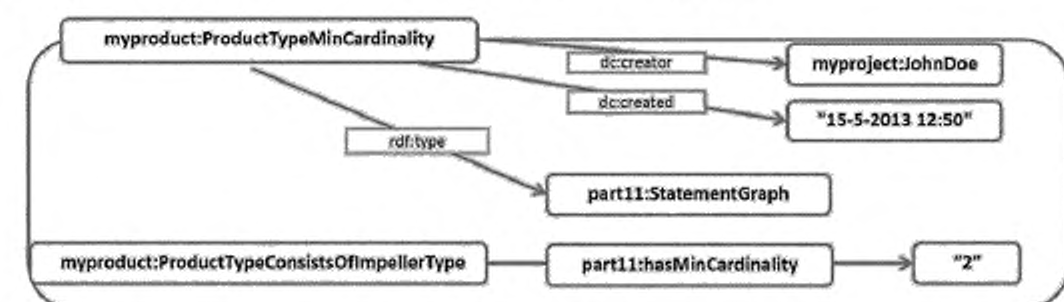 myproduct:ProductTypeMinCardinality
dc:creator
myproject:JohnDoe
dc:created
"15-5-2013 12:50"
rdf:type
part11:StatementGraph
myproduct:ProductTypeConsistsOfImpellerType
part11:hasMinCardinality
"2"